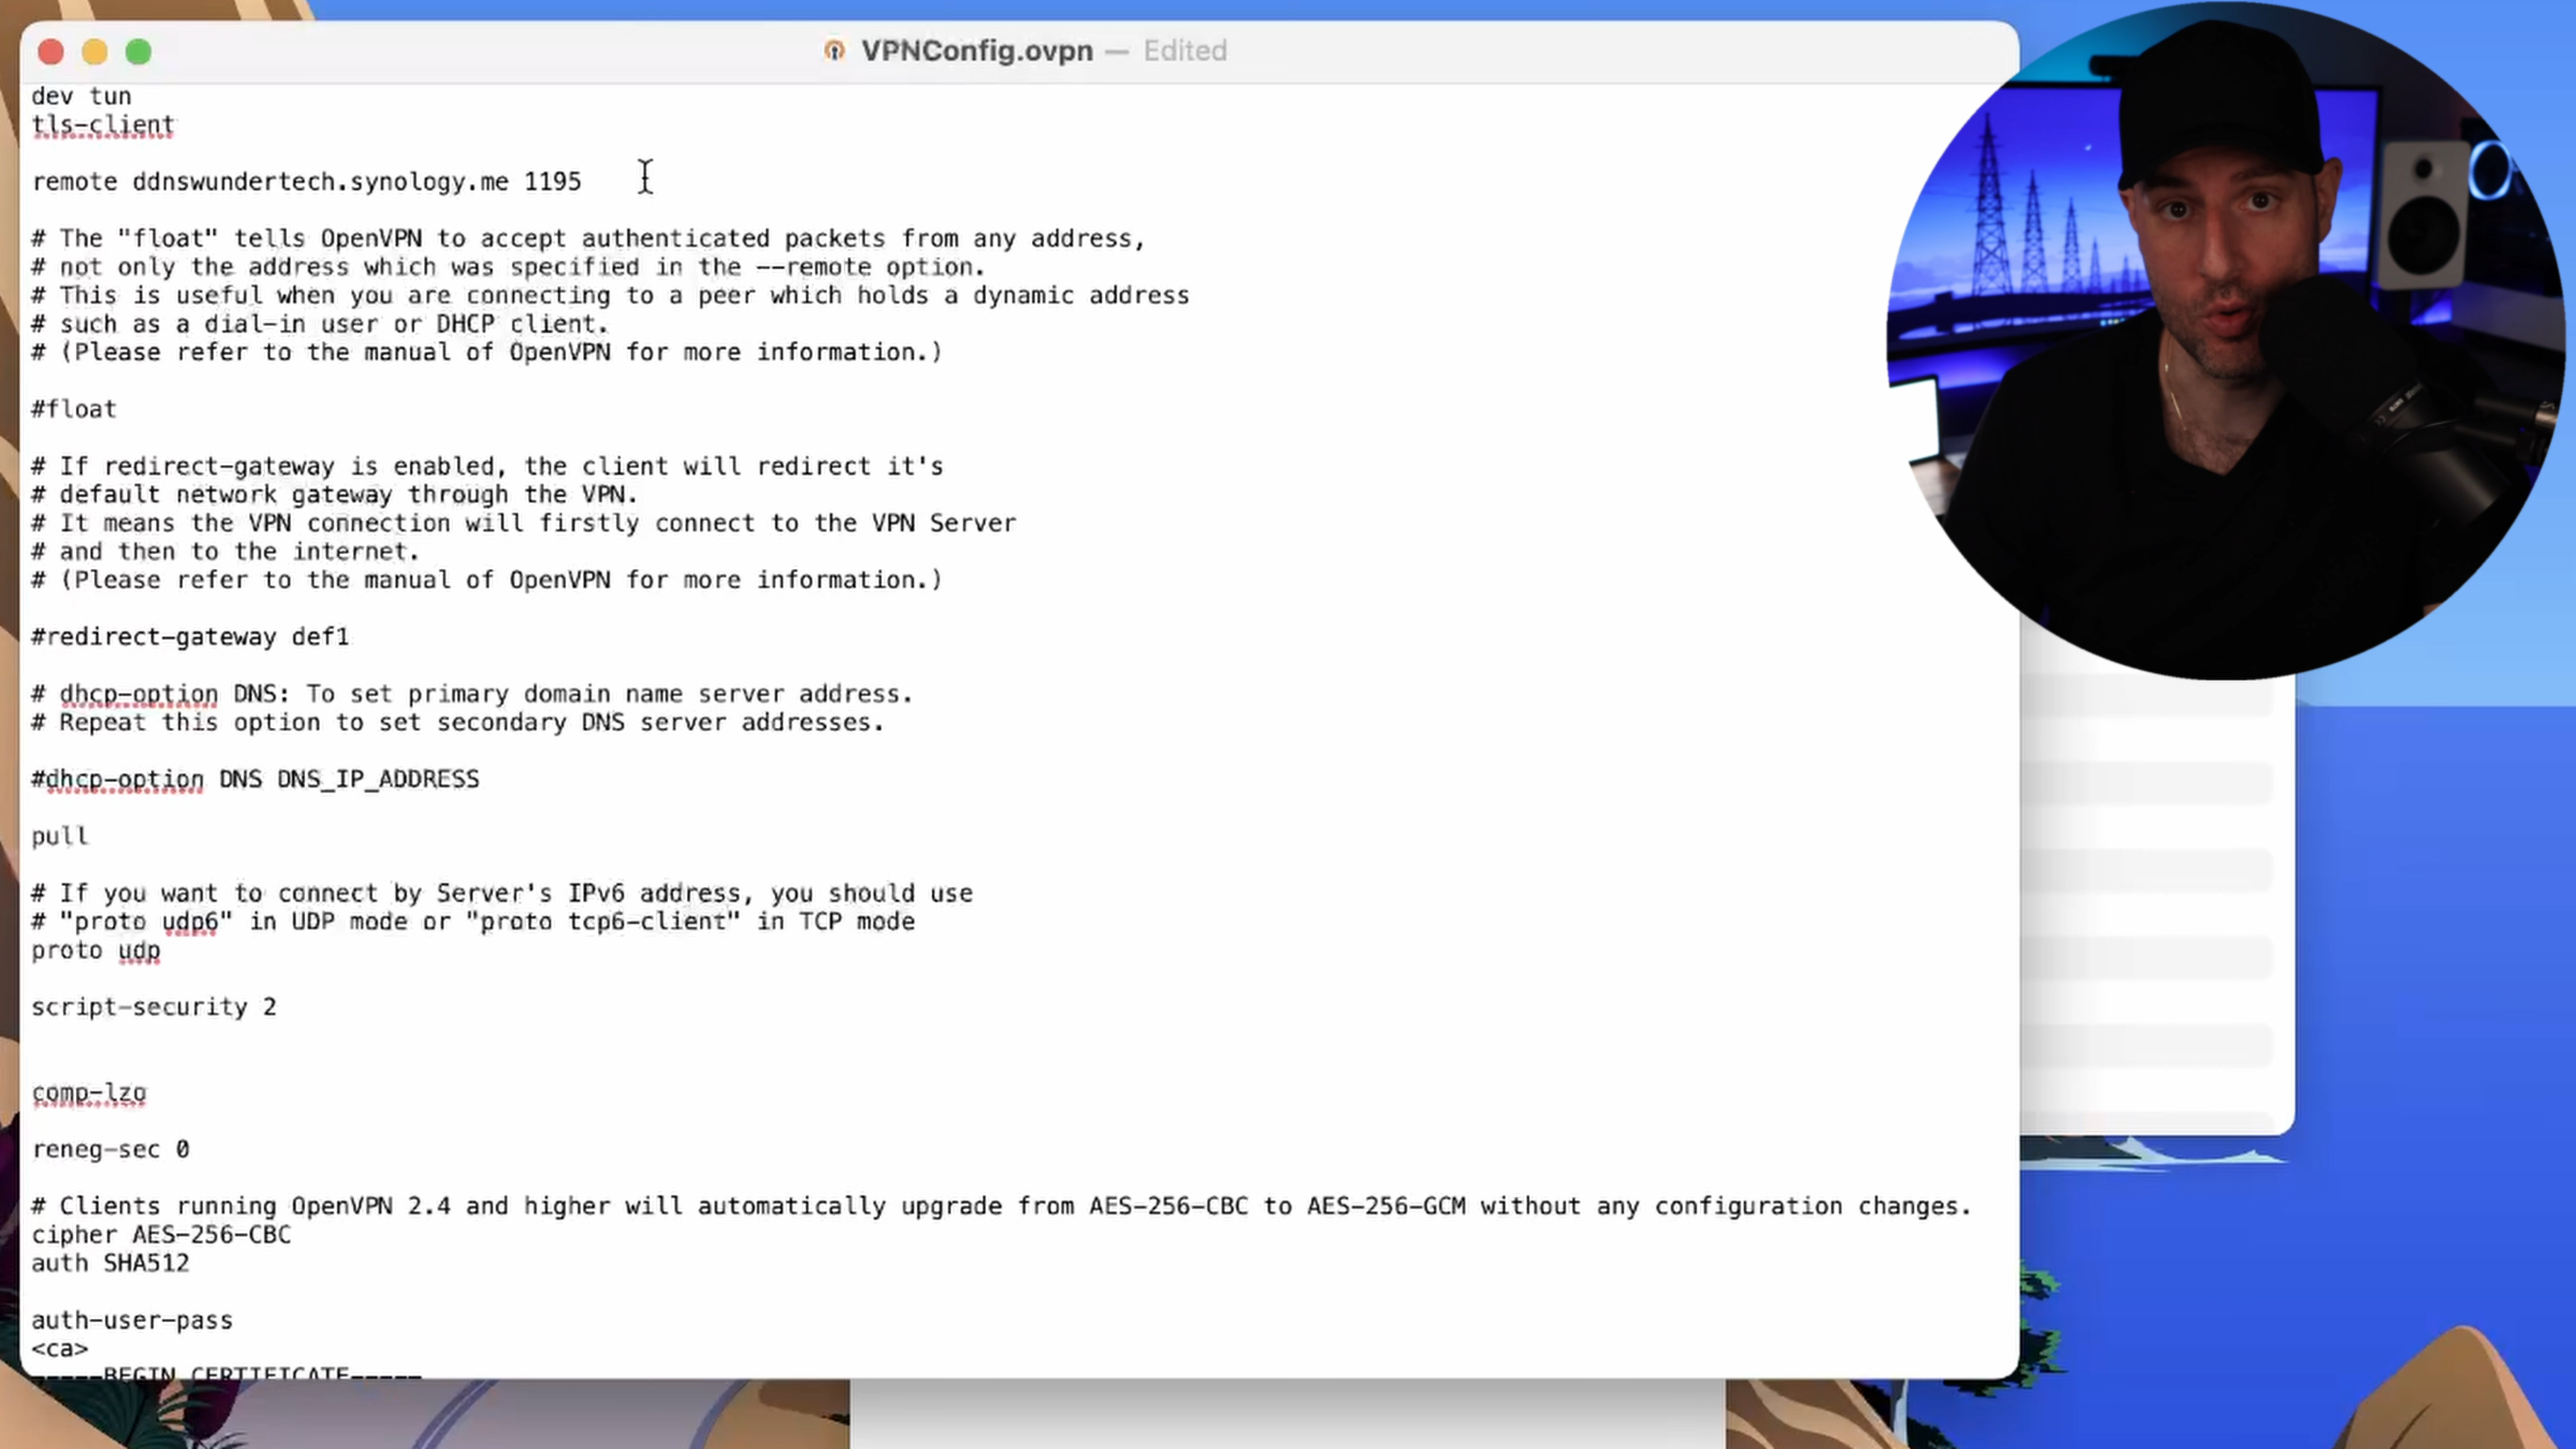 VPNConfig.ovpn — Edited
dev tun
tls-client
remote ddnswundertech.synology.me 1195
# The "float" tells OpenVPN to accept authenticated packets from any address,
# not only the address which was specified in the --remote option.
# This is useful when you are connecting to a peer which holds a dynamic address
# such as a dial-in user or DHCP client.
# (Please refer to the manual of OpenVPN for more information.)
#float
# If redirect-gateway is enabled, the client will redirect it's
# default network gateway through the VPN.
# It means the VPN connection will firstly connect to the VPN Server
# and then to the internet.
# (Please refer to the manual of OpenVPN for more information.)
#redirect-gateway def1
# dhcp-option DNS: To set primary domain name server address.
# Repeat this option to set secondary DNS server addresses.
#dhcp-option DNS DNS_IP_ADDRESS
pull
# If you want to connect by Server's IPv6 address, you should use
# "proto udp6" in UDP mode or "proto tcp6-client" in TCP mode
proto udp
script-security 2
comp-lzo
reneg-sec 0
# Clients running OpenVPN 2.4 and higher will automatically upgrade from AES-256-CBC to AES-256-GCM without any configuration changes.
cipher AES-256-CBC
auth SHA512
auth-user-pass
<ca>
-----BEGIN CERTIFICATE-----